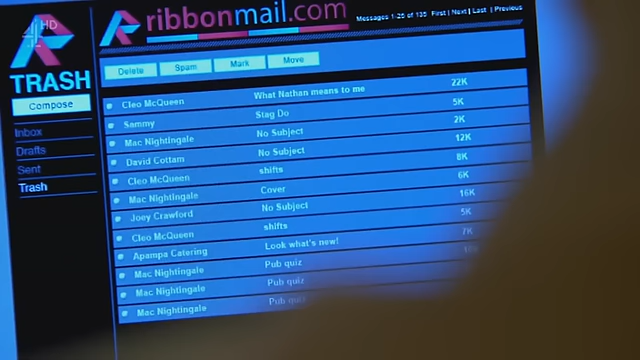 4 HD
ribbonmail.com
Messages 1-20 of 135 First | Next | Last | Previous
TRASH
Compose
Inbox
Drafts
Sent
Trash
Delete Spam Mark Move
Cleo McQueen What Nathan means to me 22K
Sammy Stag Do 5K
Mac Nightingale No Subject 2K
David Cottam No Subject 12K
Cleo McQueen shifts 8K
Mac Nightingale Cover 6K
Joey Crawford No Subject 16K
Cleo McQueen shifts 5K
Apampa Catering Look what's new! 7K
Mac Nightingale Pub quiz
Mac Nightingale Pub quiz
Mac Nightingale Pub quiz